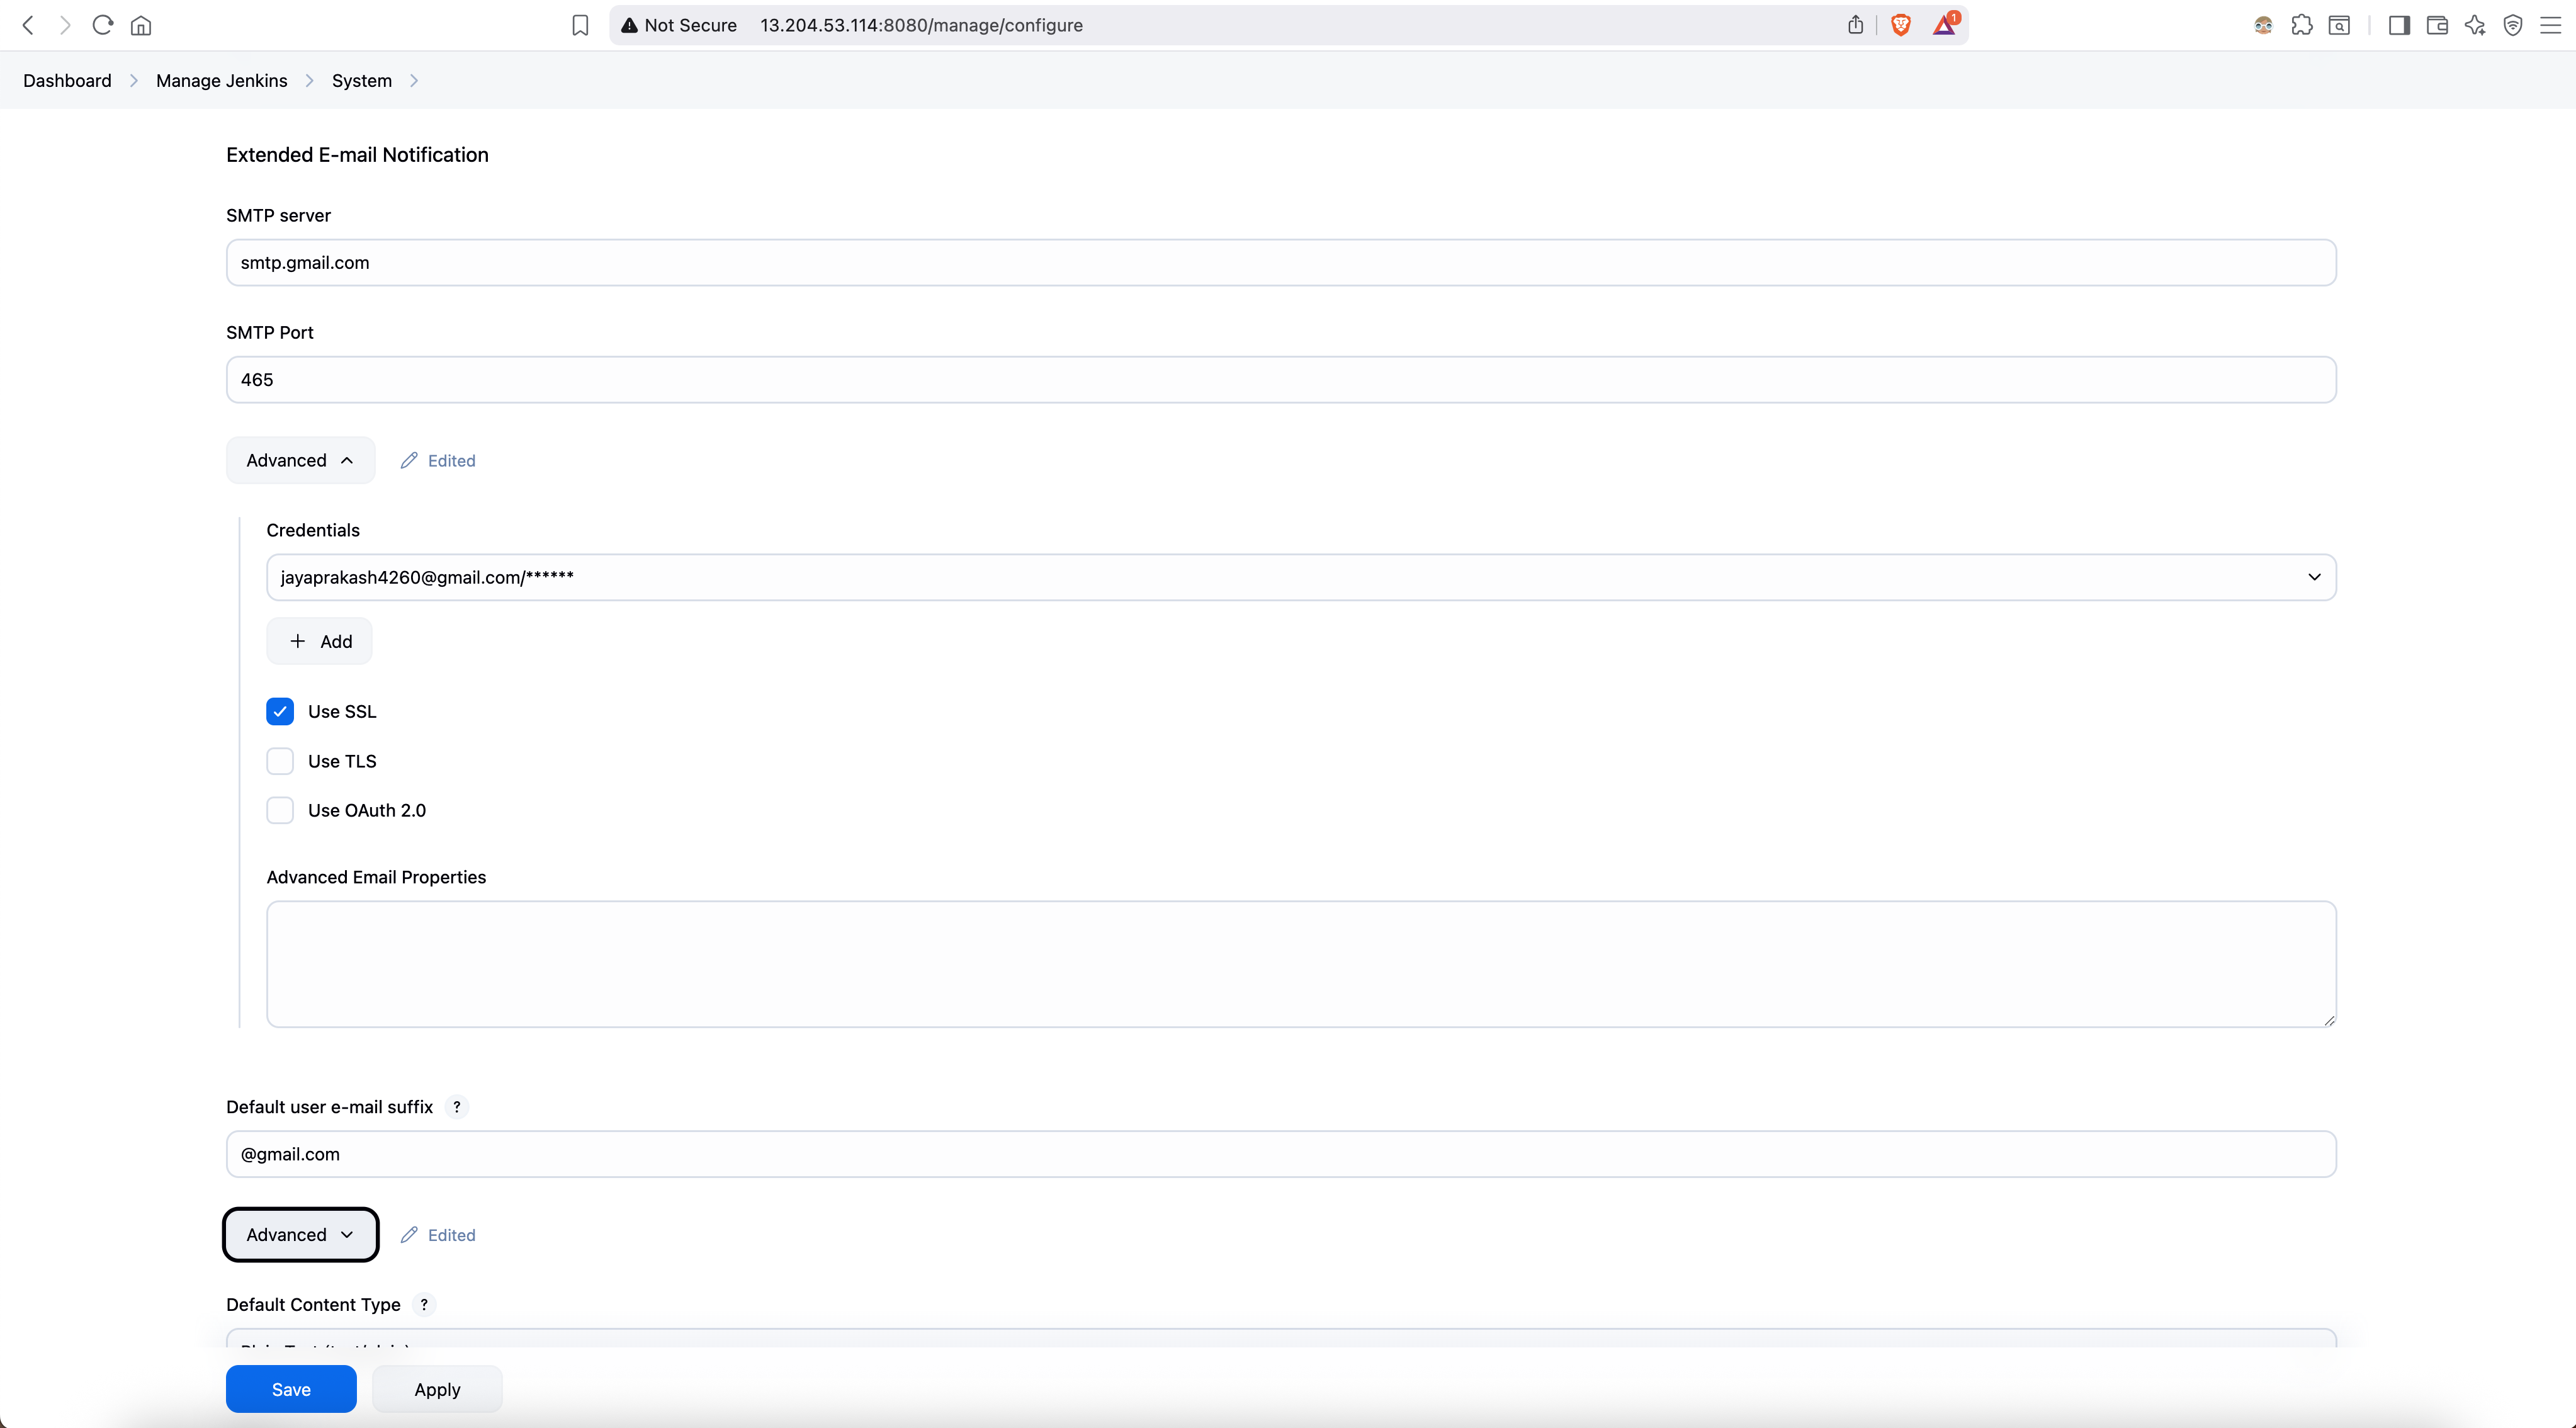 Not Secure 13.204.53.114:8080/manage/configure
1
Dashboard Manage Jenkins System
Extended E-mail Notification
SMTP server
smtp.gmail.com
SMTP Port
465
Advanced Edited
Credentials
jayaprakash4260@gmail.com/******
+ Add
Use SSL
Use TLS
Use OAuth 2.0
Advanced Email Properties
Default user e-mail suffix ?
@gmail.com
Advanced Edited
Default Content Type ?
Save Apply